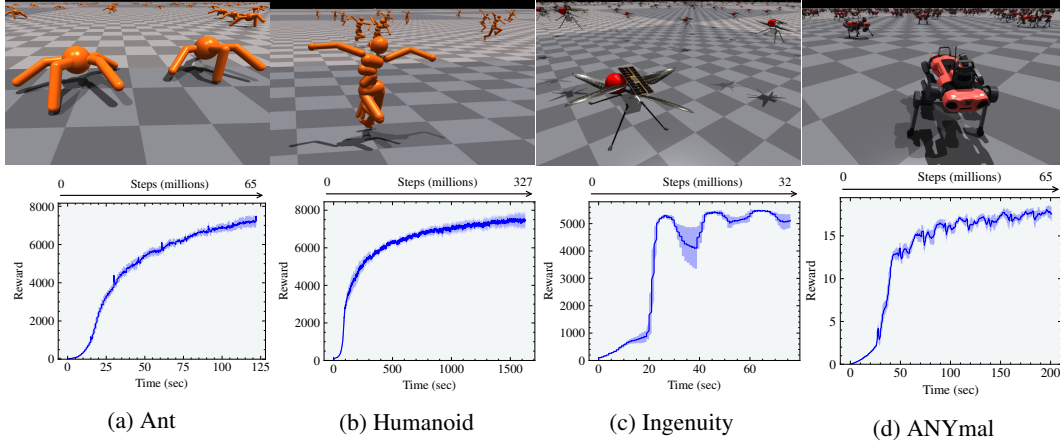 0 Steps (millions) 65
8000
6000
4000
2000
0
Reward
0 25 50 75 100 125
Time (sec)
(a) Ant
0 Steps (millions) 327
8000
6000
4000
2000
0
Reward
0 500 1000 1500
Time (sec)
(b) Humanoid
0 Steps (millions) 32
5000
4000
3000
2000
1000
0
Reward
0 20 40 60
Time (sec)
(c) Ingenuity
0 Steps (millions) 65
15
10
5
0
Reward
0 50 100 150 200
Time (sec)
(d) ANYmal